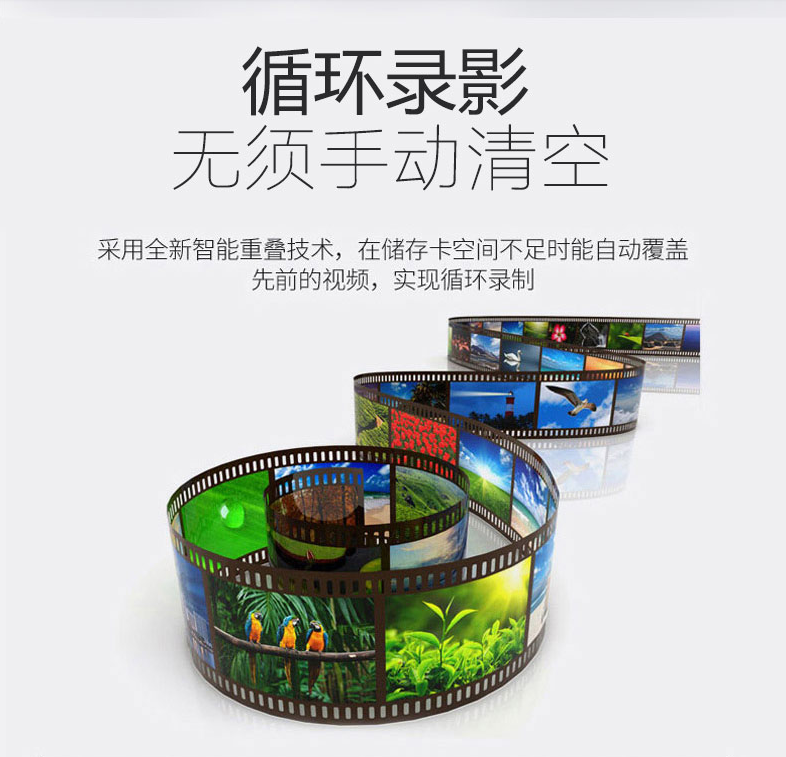 循环录影
无须手动清空
采用全新智能重叠技术，在储存卡空间不足时能自动覆盖
先前的视频，实现循环录制